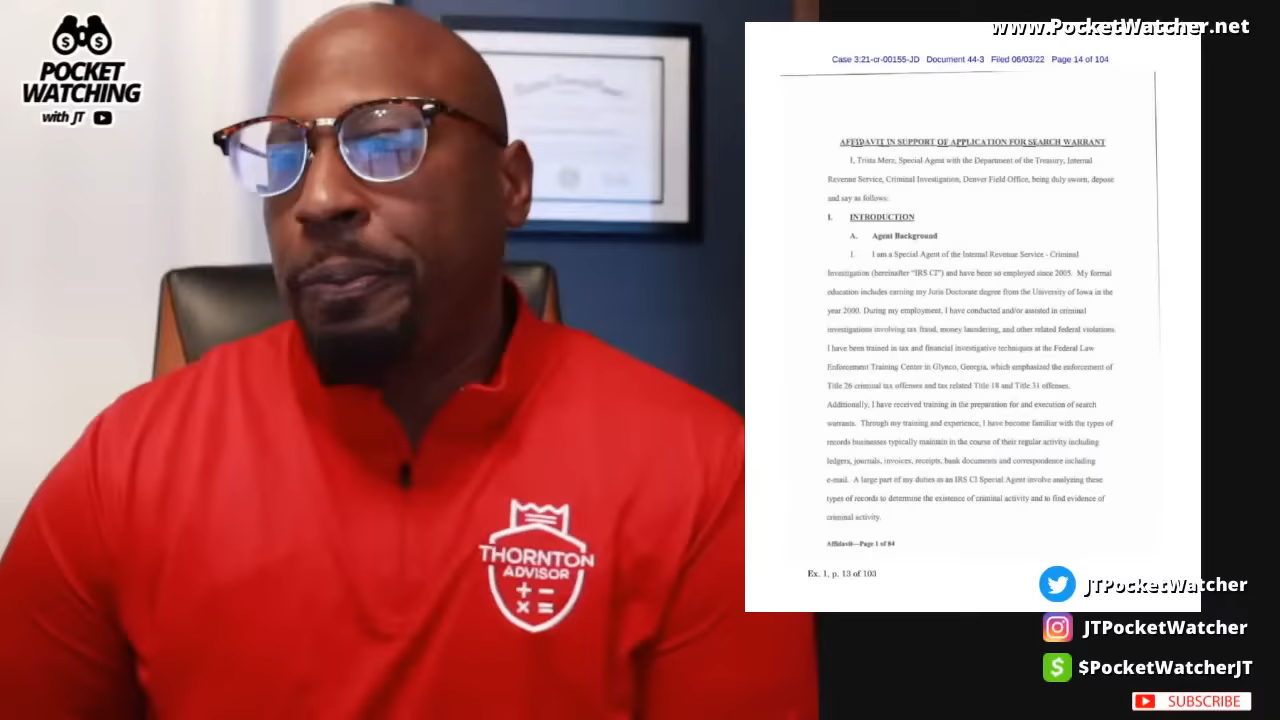 POCKET
WATCHING
with JT
www.PocketWatcher.net
Case 3:21-cr-00155-JD Document 44-3 Filed 06/03/22 Page 14 of 104
AFFIDAVIT IN SUPPORT OF APPLICATION FOR SEARCH WARRANT
I, Trista Merz, Special Agent with the Department of the Treasury, Internal
Revenue Service, Criminal Investigation, Denver Field Office, being duly sworn, depose
and say as follows:
I. INTRODUCTION
A. Agent Background
1. I am a Special Agent of the Internal Revenue Service - Criminal
Investigation (hereinafter "IRS CI") and have been so employed since 2005. My formal
education includes earning my Juris Doctorate degree from the University of Iowa in the
year 2000. During my employment, I have conducted and/or assisted in criminal
investigations involving tax fraud, money laundering, and other related federal violations.
I have been trained in tax and financial investigative techniques at the Federal Law
Enforcement Training Center in Glynco, Georgia, which emphasized the enforcement of
Title 26 criminal tax offenses and tax related Title 18 and Title 31 offenses.
Additionally, I have received training in the preparation for and execution of search
warrants. Through my training and experience, I have become familiar with the types of
records businesses typically maintain in the course of their regular activity including
ledgers, journals, invoices, receipts, bank documents and correspondence including
e-mail. A large part of my duties as an IRS CI Special Agent involve analyzing these
types of records to determine the existence of criminal activity and to find evidence of
criminal activity.
Affidavit—Page 1 of 84
Ex. 1, p. 13 of 103
THORNTON
ADVISOR
JTPocketWatcher
JTPocketWatcher
$PocketWatcherJT
SUBSCRIBE